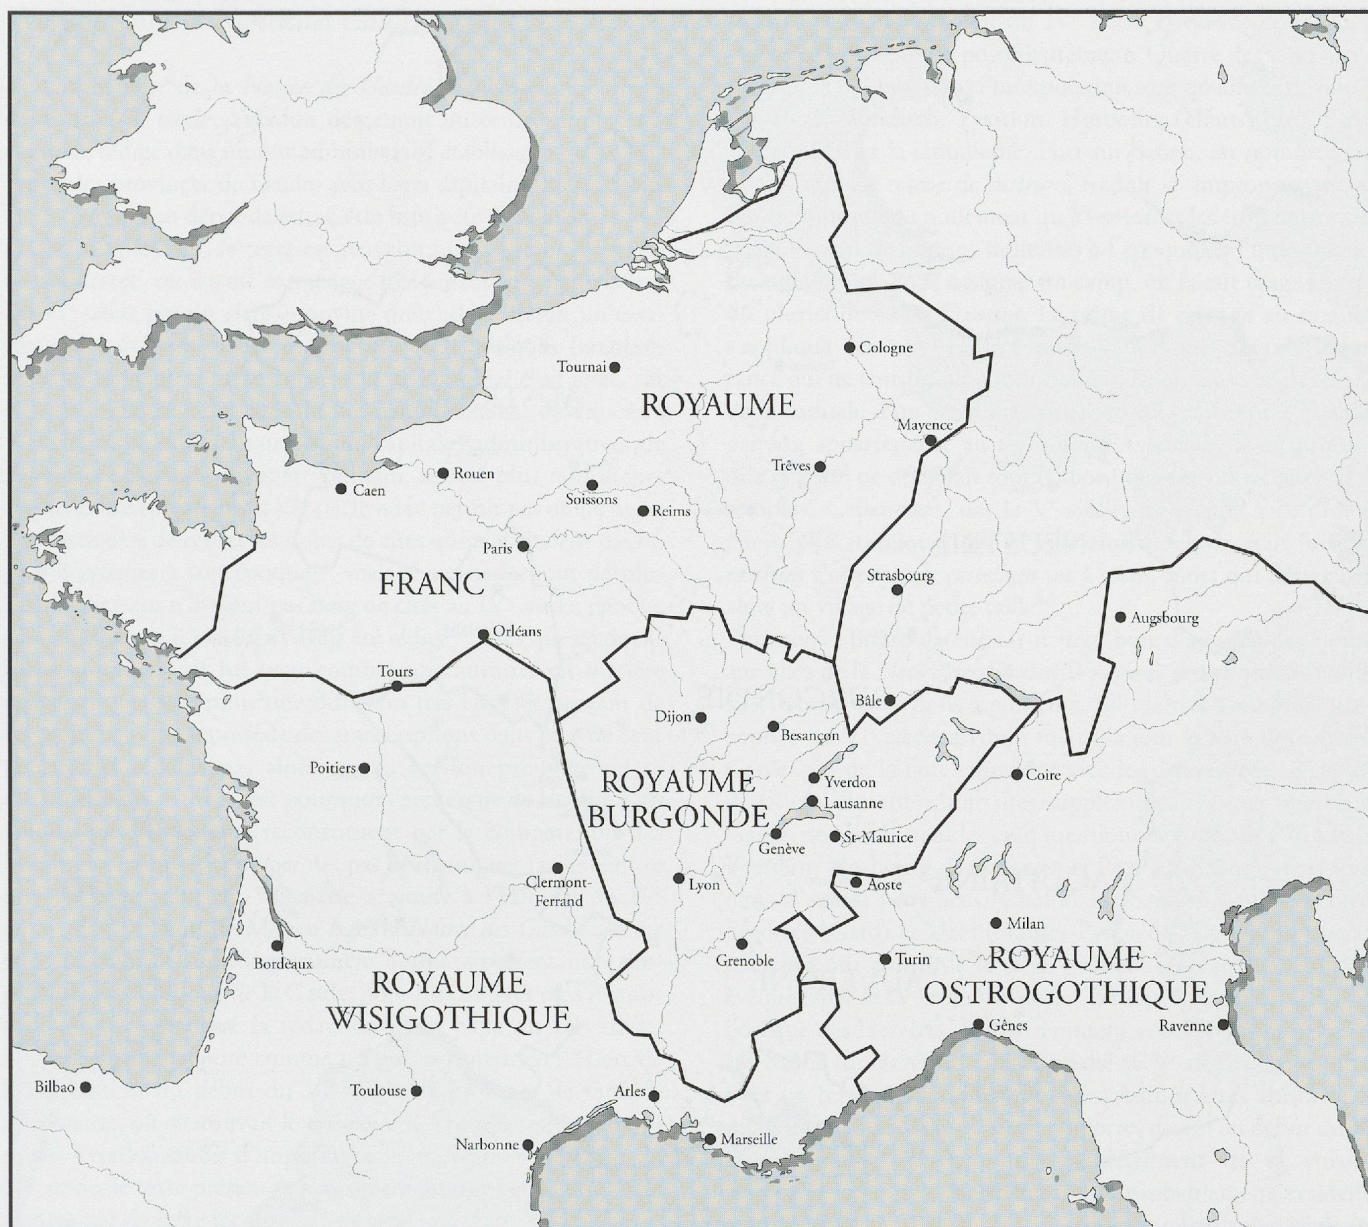 Cologne
Tournai
ROYAUME
Mayence
Trêves
Rouen
Caen
Soissons
Reims
Paris
FRANC
Strasbourg
Augsbourg
Orléans
Tours
Bâle
Dijon
Besançon
Poitiers
ROYAUME
BURGONDE
Yverdon
Coire
Lausanne
Genève
St-Maurice
Clermont-
Ferrand
Lyon
Aoste
Milan
Bordeaux
Grenoble
Turin
ROYAUME
OSTROGOTHIQUE
ROYAUME
WISIGOTHIQUE
Gênes
Ravenne
Bilbao
Toulouse
Arles
Narbonne
Marseille